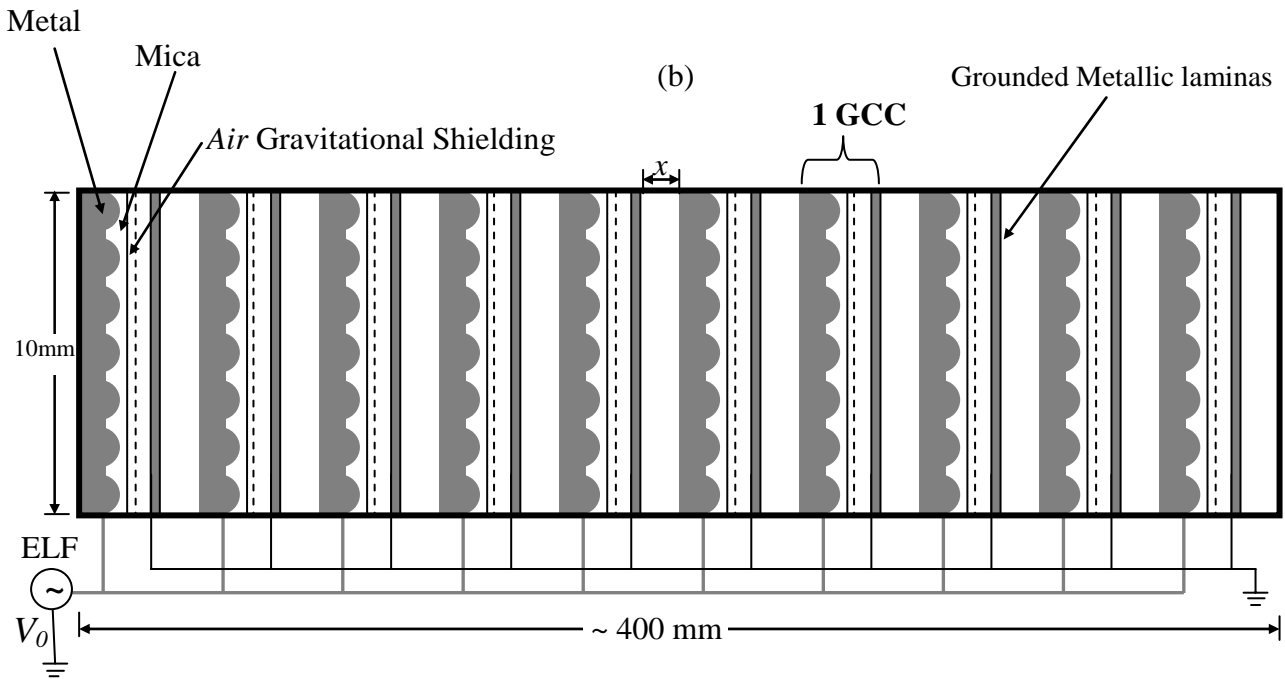 Metal
Mica
(b)
Grounded Metallic laminas
1 GCC
Air Gravitational Shielding
x
10mm
ELF
~
V0
~ 400 mm